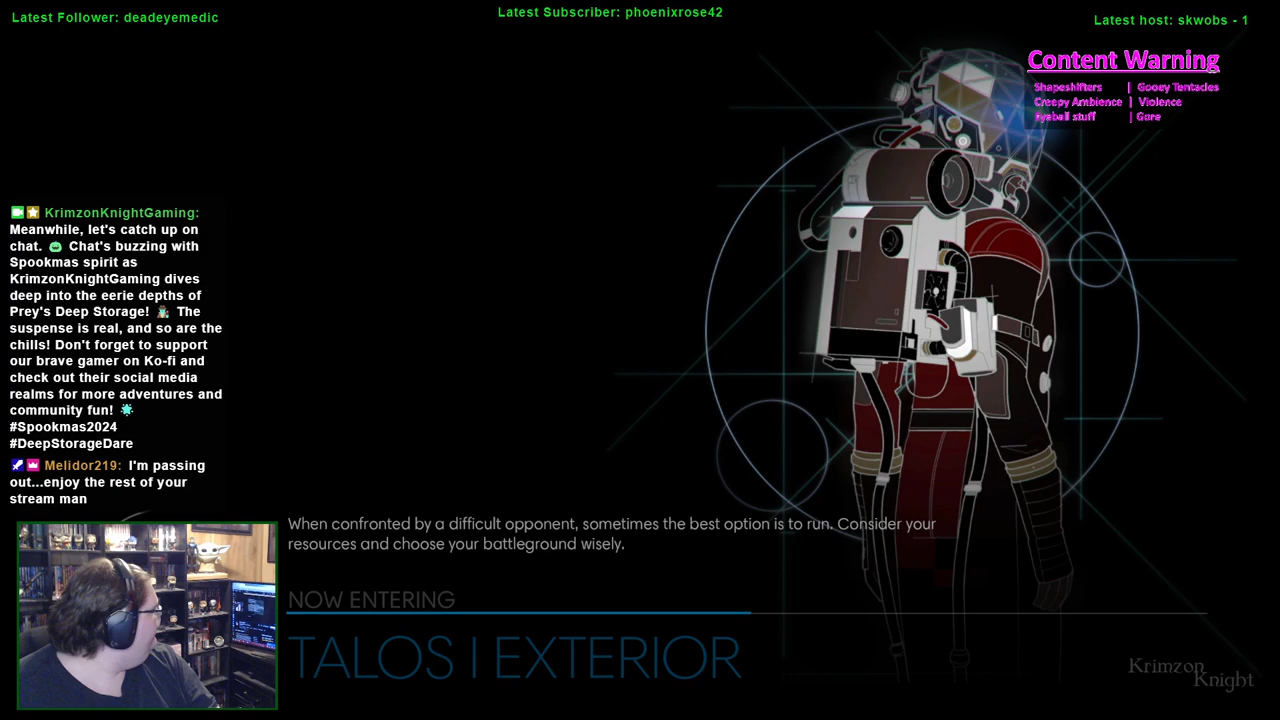 Latest Follower: deadeyemedic
Latest Subscriber: phoenixrose42
Latest host: skwobs - 1
Content Warning
Shapeshifters | Gooey Tentacles
Creepy Ambience | Violence
Eyeball stuff | Gore
KrimzonKnightGaming:
Meanwhile, let's catch up on
chat. 🎃 Chat's buzzing with
Spookmas spirit as
KrimzonKnightGaming dives
deep into the eerie depths of
Prey's Deep Storage! The
suspense is real, and so are the
chills! Don't forget to support
our brave gamer on Ko-fi and
check out their social media
realms for more adventures and
community fun!
#Spookmas2024
#DeepStorageDare
Melidor219: I'm passing
out...enjoy the rest of your
stream man
When confronted by a difficult opponent, sometimes the best option is to run. Consider your
resources and choose your battleground wisely.
NOW ENTERING
TALOS I EXTERIOR
Krimzon
Knight